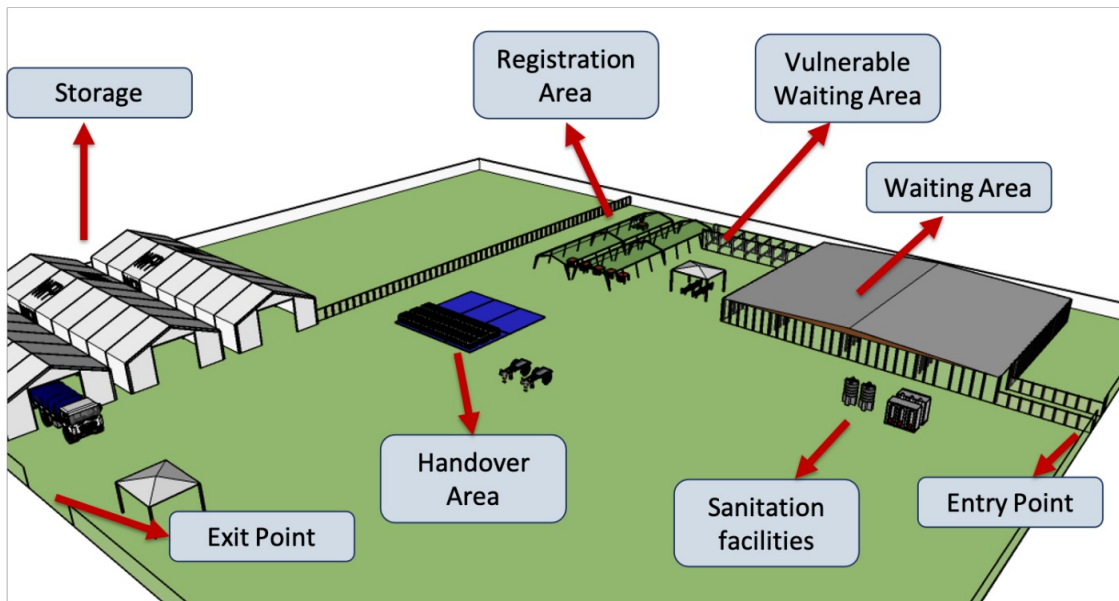 Storage
Registration
Area
Vulnerable
Waiting Area
Waiting Area
Handover
Area
Sanitation
facilities
Entry Point
Exit Point